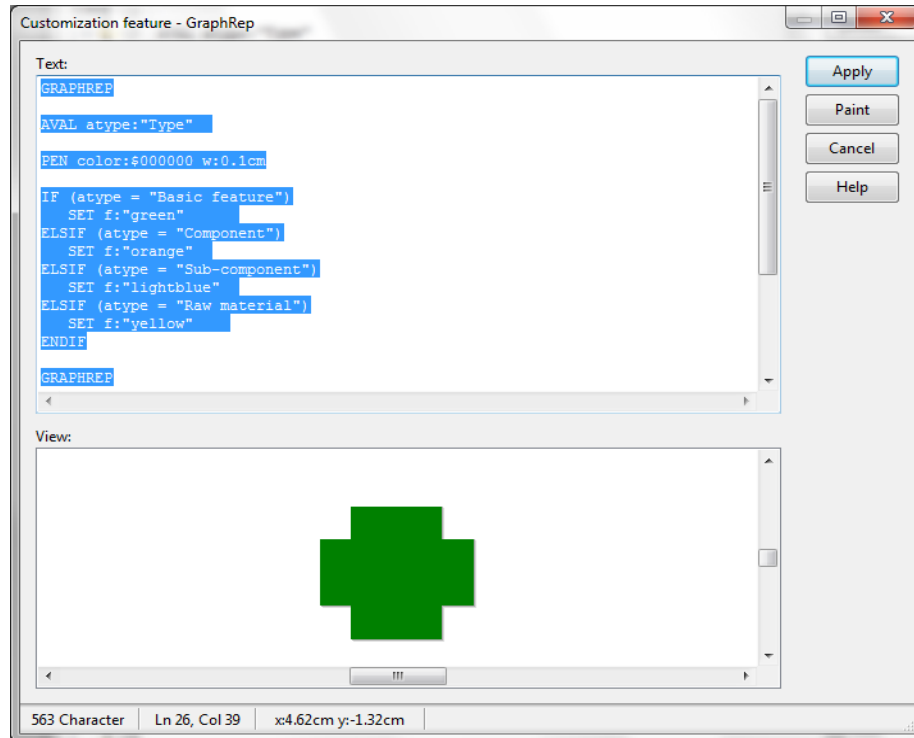 Customization feature - GraphRep
Text:
GRAPHREP
AVAL atype:"Type"
PEN color:$000000 w:0.1cm
IF (atype = "Basic feature")
SET f:"green"
ELSIF (atype = "Component")
SET f:"orange"
ELSIF (atype = "Sub-component")
SET f:"lightblue"
ELSIF (atype = "Raw material")
SET f:"yellow"
ENDIF
GRAPHREP
Apply
Paint
Cancel
Help
View:
563 Character
Ln 26, Col 39
x:4.62cm y:-1.32cm